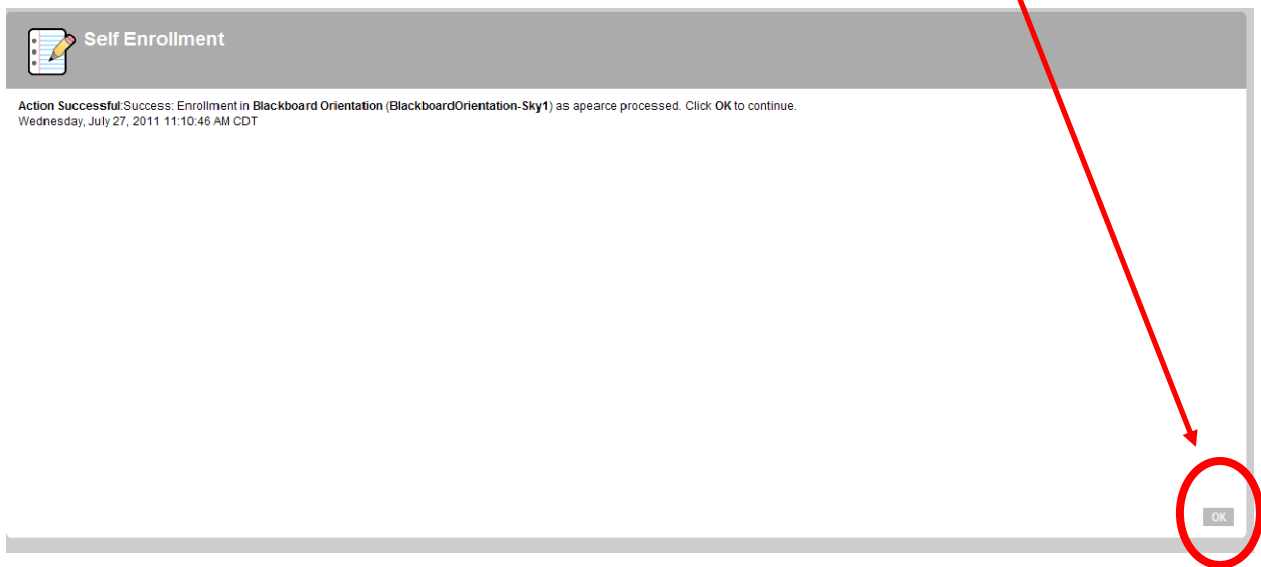 Self Enrollment
Action Successful:Success: Enrollment in Blackboard Orientation (BlackboardOrientation-Sky1) as apearce processed. Click OK to continue.
Wednesday, July 27, 2011 11:10:46 AM CDT
OK